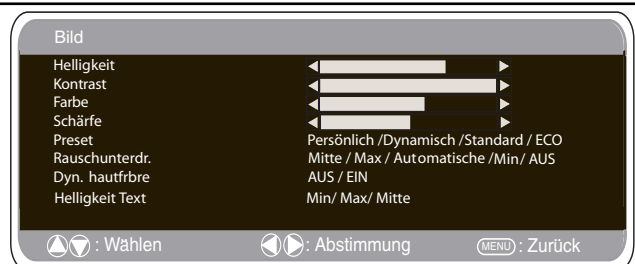 Bild
Helligkeit
Kontrast
Farbe
Schärfe
Preset Persönlich /Dynamisch /Standard / ECO
Rauschunterdr. Mitte / Max / Automatische /Min/ AUS
Dyn. hautfrbre AUS / EIN
Helligkeit Text Min/ Max/ Mitte
: Wählen : Abstimmung MENU : Zurück